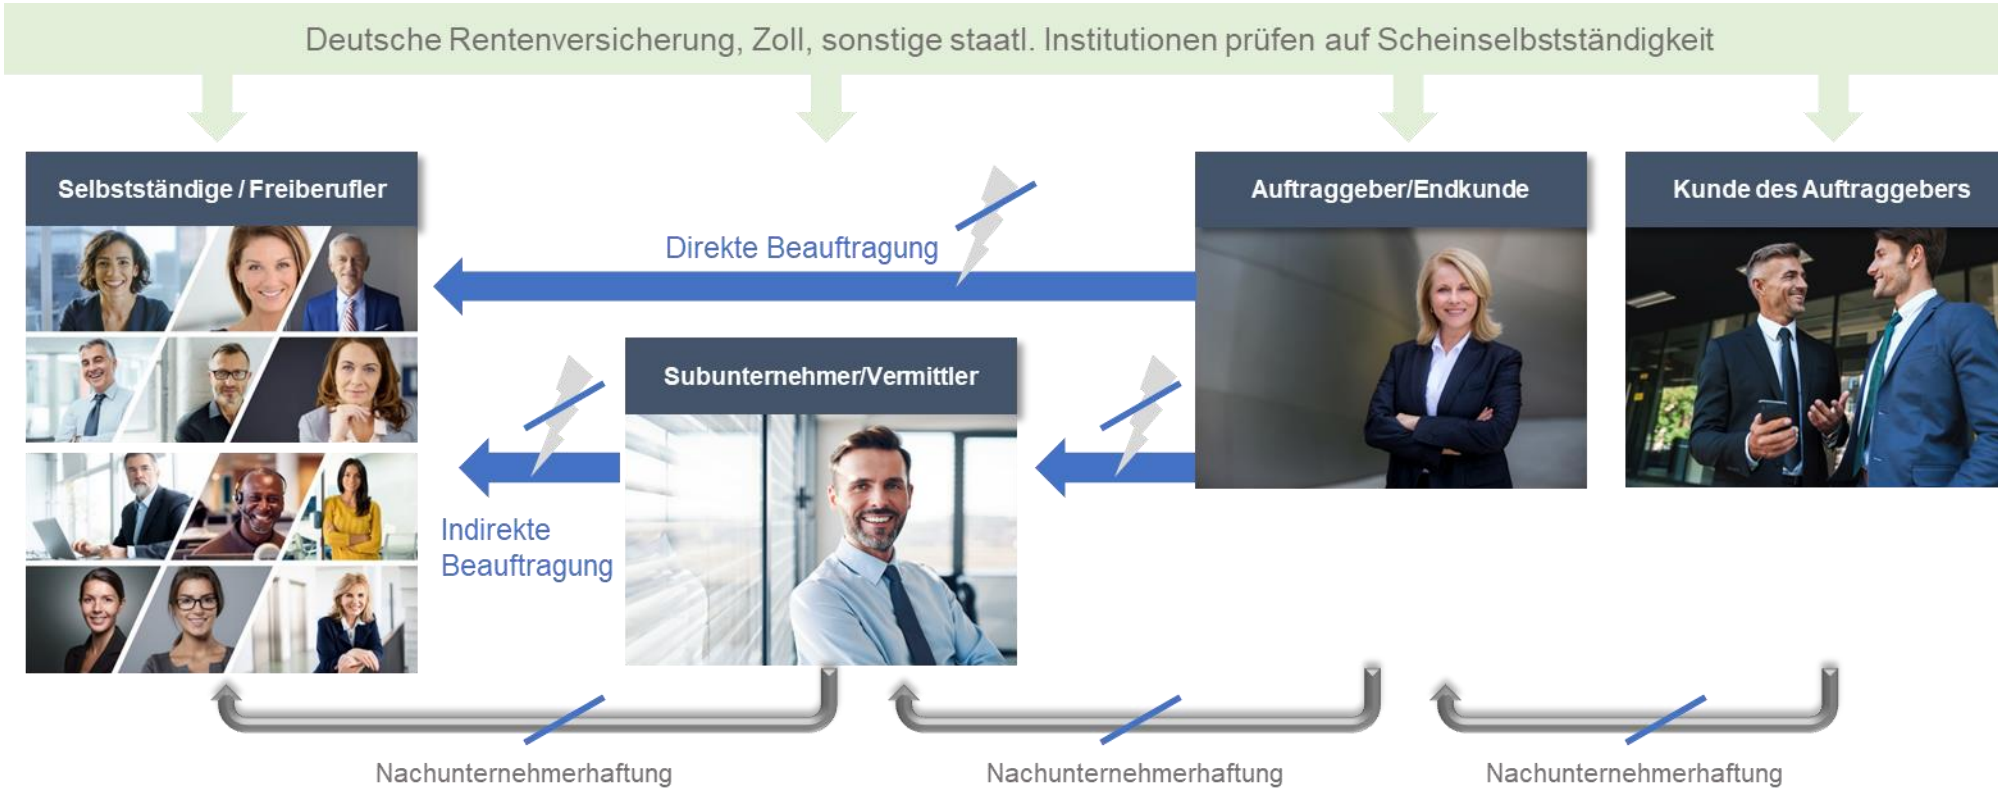 Deutsche Rentenversicherung, Zoll, sonstige staatl. Institutionen prüfen auf Scheinselbstständigkeit
Selbstständige / Freiberufler
Auftraggeber/Endkunde
Kunde des Auftraggebers
Direkte Beauftragung
Subunternehmer/Vermittler
Indirekte
Beauftragung
Nachunternehmerhaftung
Nachunternehmerhaftung
Nachunternehmerhaftung